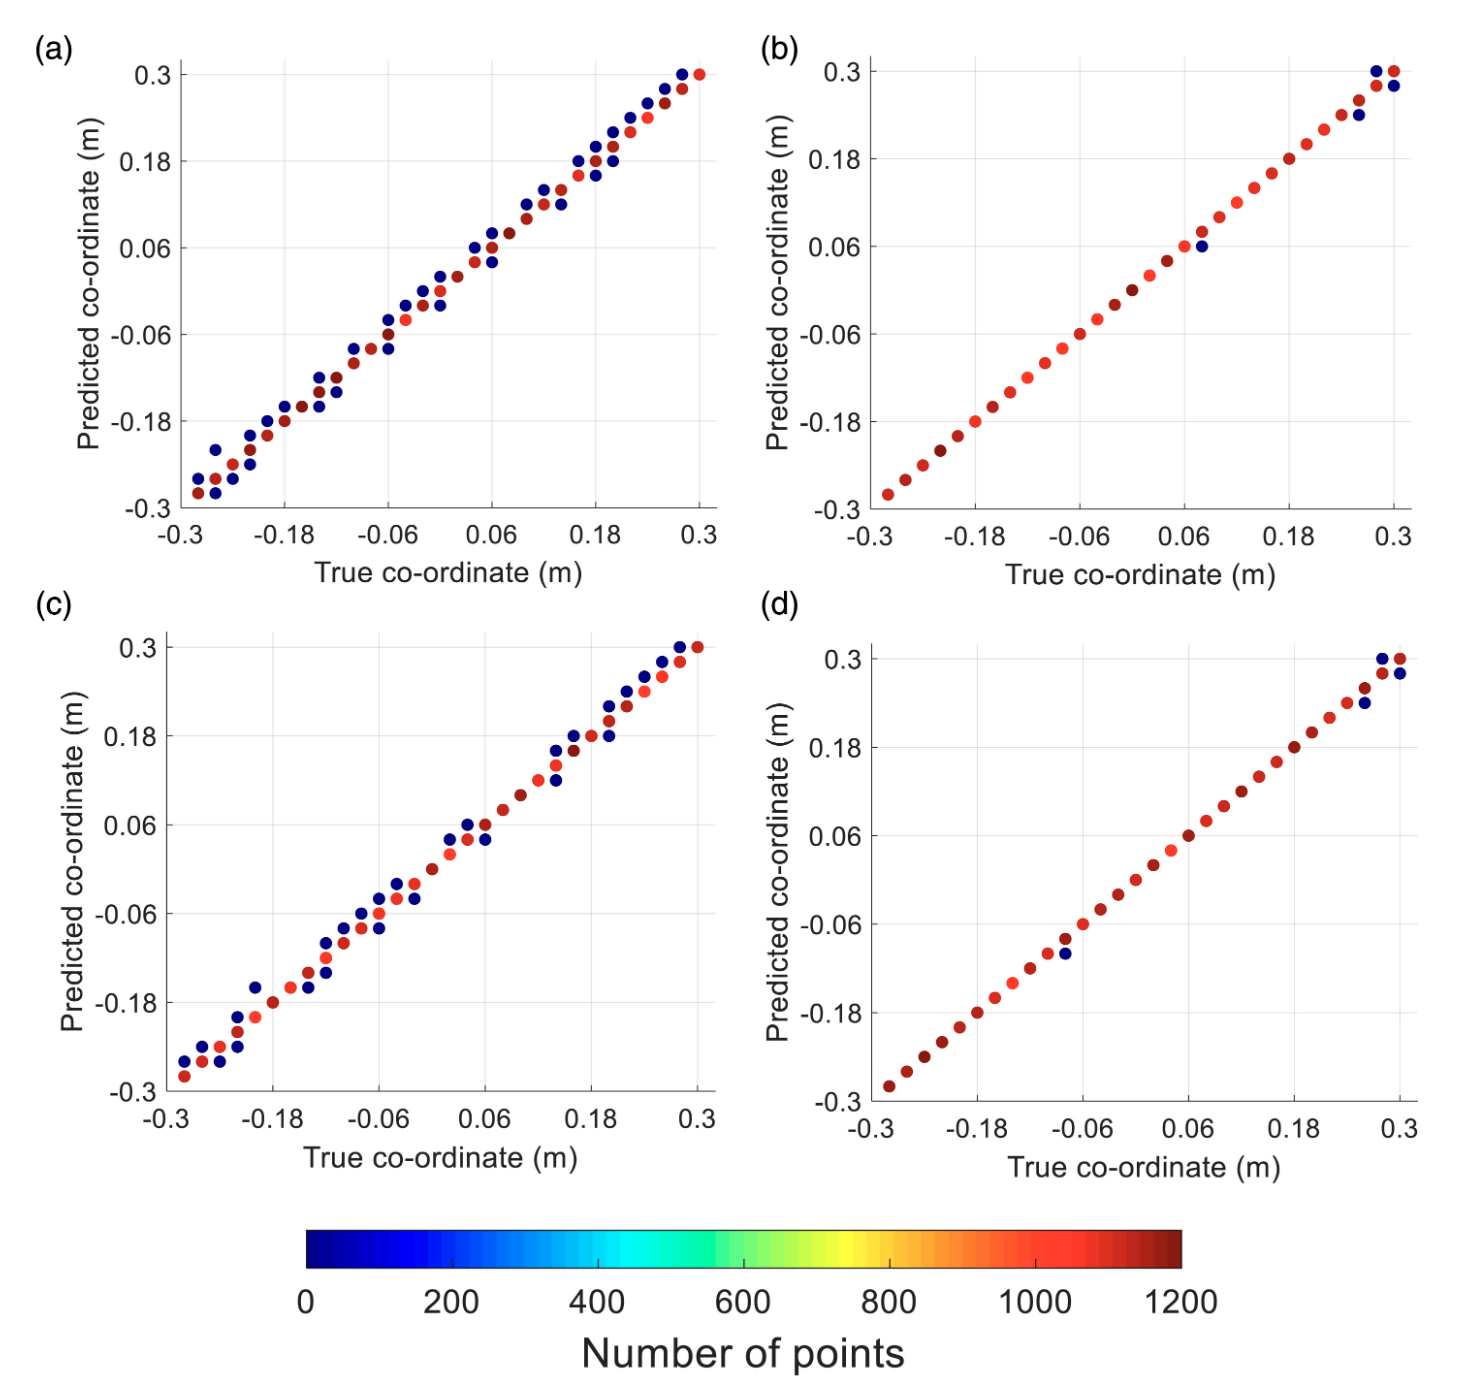 (a)
0.3
0.18
0.06
-0.06
-0.18
-0.3
Predicted co-ordinate (m)
-0.3 -0.18 -0.06 0.06 0.18 0.3
True co-ordinate (m)
(b)
0.3
0.18
0.06
-0.06
-0.18
-0.3
Predicted co-ordinate (m)
-0.3 -0.18 -0.06 0.06 0.18 0.3
True co-ordinate (m)
(c)
0.3
0.18
0.06
-0.06
-0.18
-0.3
Predicted co-ordinate (m)
-0.3 -0.18 -0.06 0.06 0.18 0.3
True co-ordinate (m)
(d)
0.3
0.18
0.06
-0.06
-0.18
-0.3
Predicted co-ordinate (m)
-0.3 -0.18 -0.06 0.06 0.18 0.3
True co-ordinate (m)
0 200 400 600 800 1000 1200
Number of points